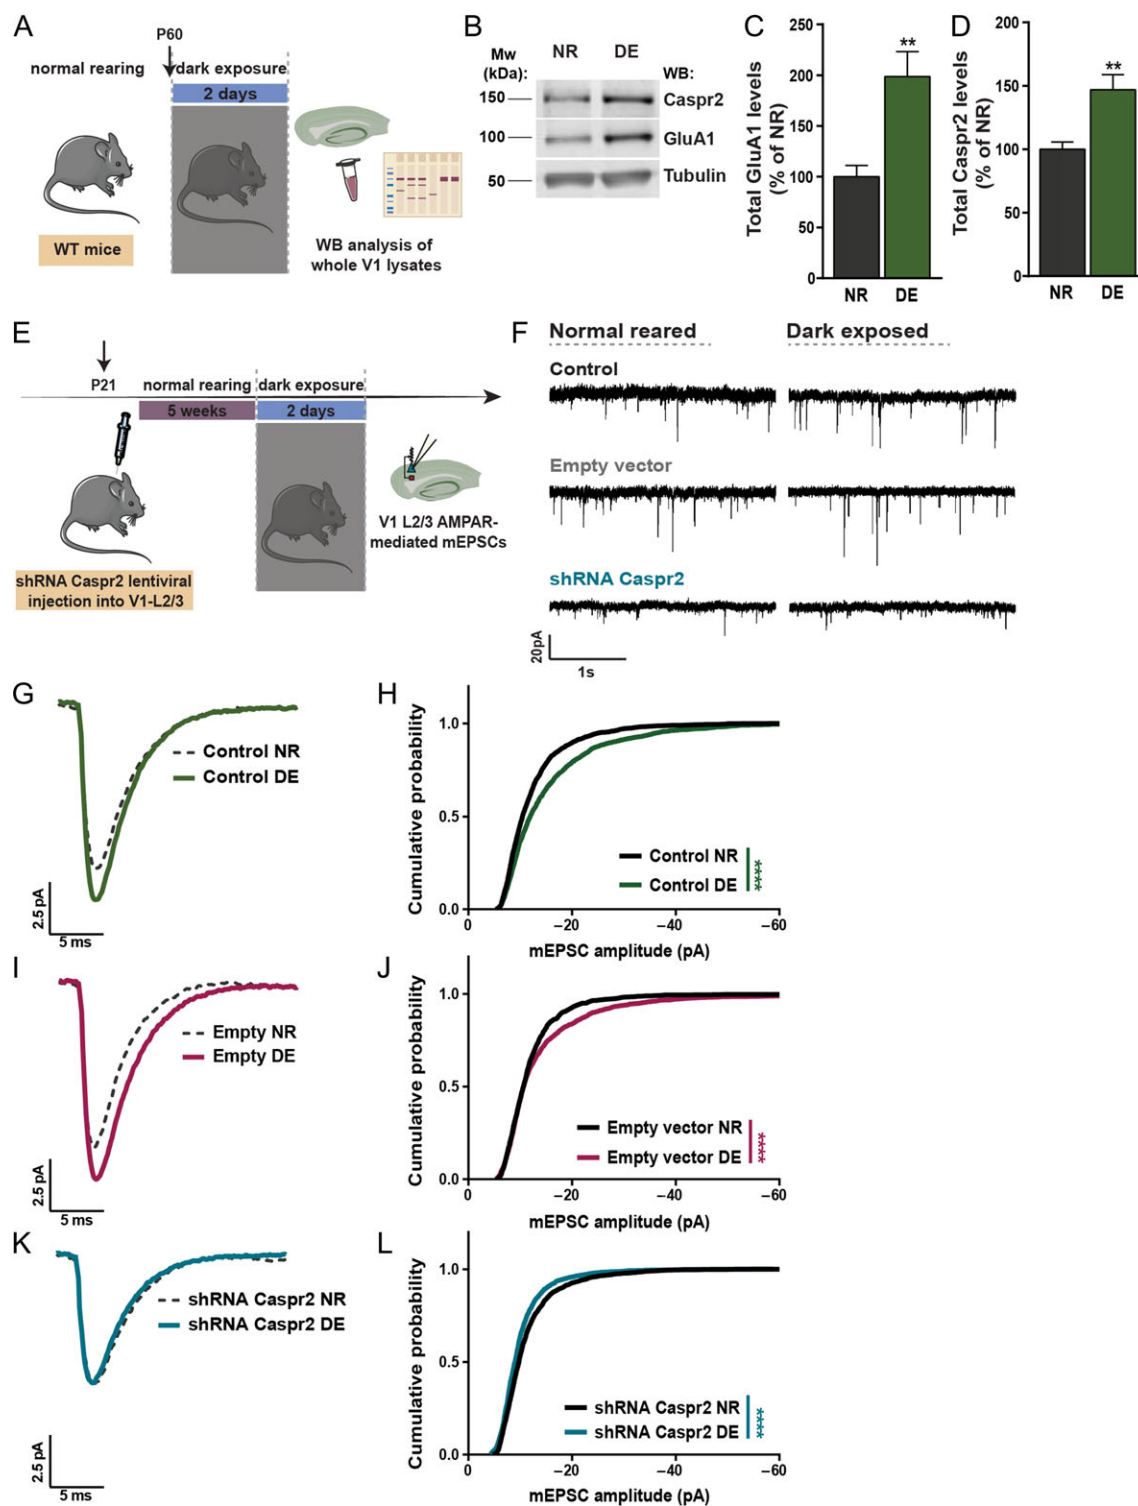 A
P60
normal rearing
dark exposure
2 days
WT mice
WB analysis of
whole V1 lysates
B
NR
DE
Mw
(kDa):
WB:
150
Caspr2
100
GluA1
50
Tubulin
C
Total GluA1 levels
(% of NR)
250
200
150
100
50
0
**
NR
DE
D
Total Caspr2 levels
(% of NR)
200
150
100
50
0
**
NR
DE
E
P21
normal rearing
dark exposure
5 weeks
2 days
V1 L2/3 AMPAR-
mediated mEPSCs
shRNA Caspr2 lentiviral
injection into V1-L2/3
F
Normal reared
Dark exposed
Control
Empty vector
shRNA Caspr2
20pA
1s
G
Control NR
Control DE
2.5 pA
5 ms
H
Cumulative probability
1.0
0.5
0.0
Control NR
Control DE
****
0
−20
−40
−60
mEPSC amplitude (pA)
I
Empty NR
Empty DE
2.5 pA
5 ms
J
Cumulative probability
1.0
0.5
0.0
Empty vector NR
Empty vector DE
****
0
−20
−40
−60
mEPSC amplitude (pA)
K
shRNA Caspr2 NR
shRNA Caspr2 DE
2.5 pA
5 ms
L
Cumulative probability
1.0
0.5
0.0
shRNA Caspr2 NR
shRNA Caspr2 DE
****
0
−20
−40
−60
mEPSC amplitude (pA)